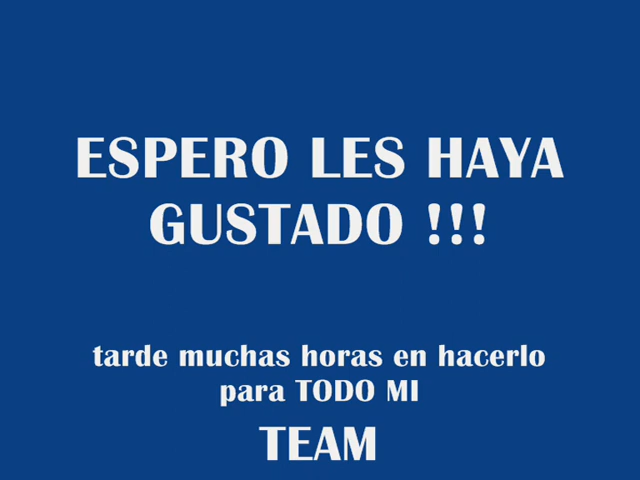 ESPERO LES HAYA
GUSTADO !!!
tarde muchas horas en hacerlo
para TODO MI
TEAM